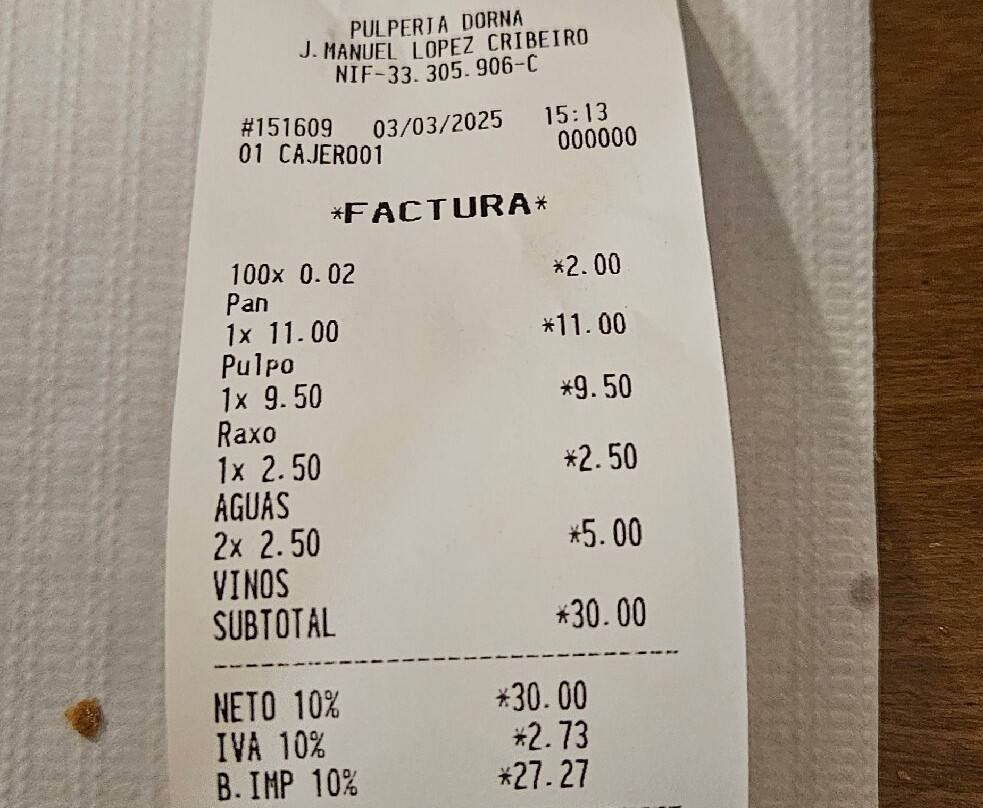 PULPERIA DORNA
J. MANUEL LOPEZ CRIBEIRO
NIF-33.305.906-C
#151609 03/03/2025 15:13
01 CAJERO01 000000
*FACTURA*
100x 0.02 *2.00
Pan
1x 11.00 *11.00
Pulpo
1x 9.50 *9.50
Raxo
1x 2.50 *2.50
AGUAS
2x 2.50 *5.00
VINOS
SUBTOTAL *30.00
NETO 10% *30.00
IVA 10% *2.73
B.IMP 10% *27.27